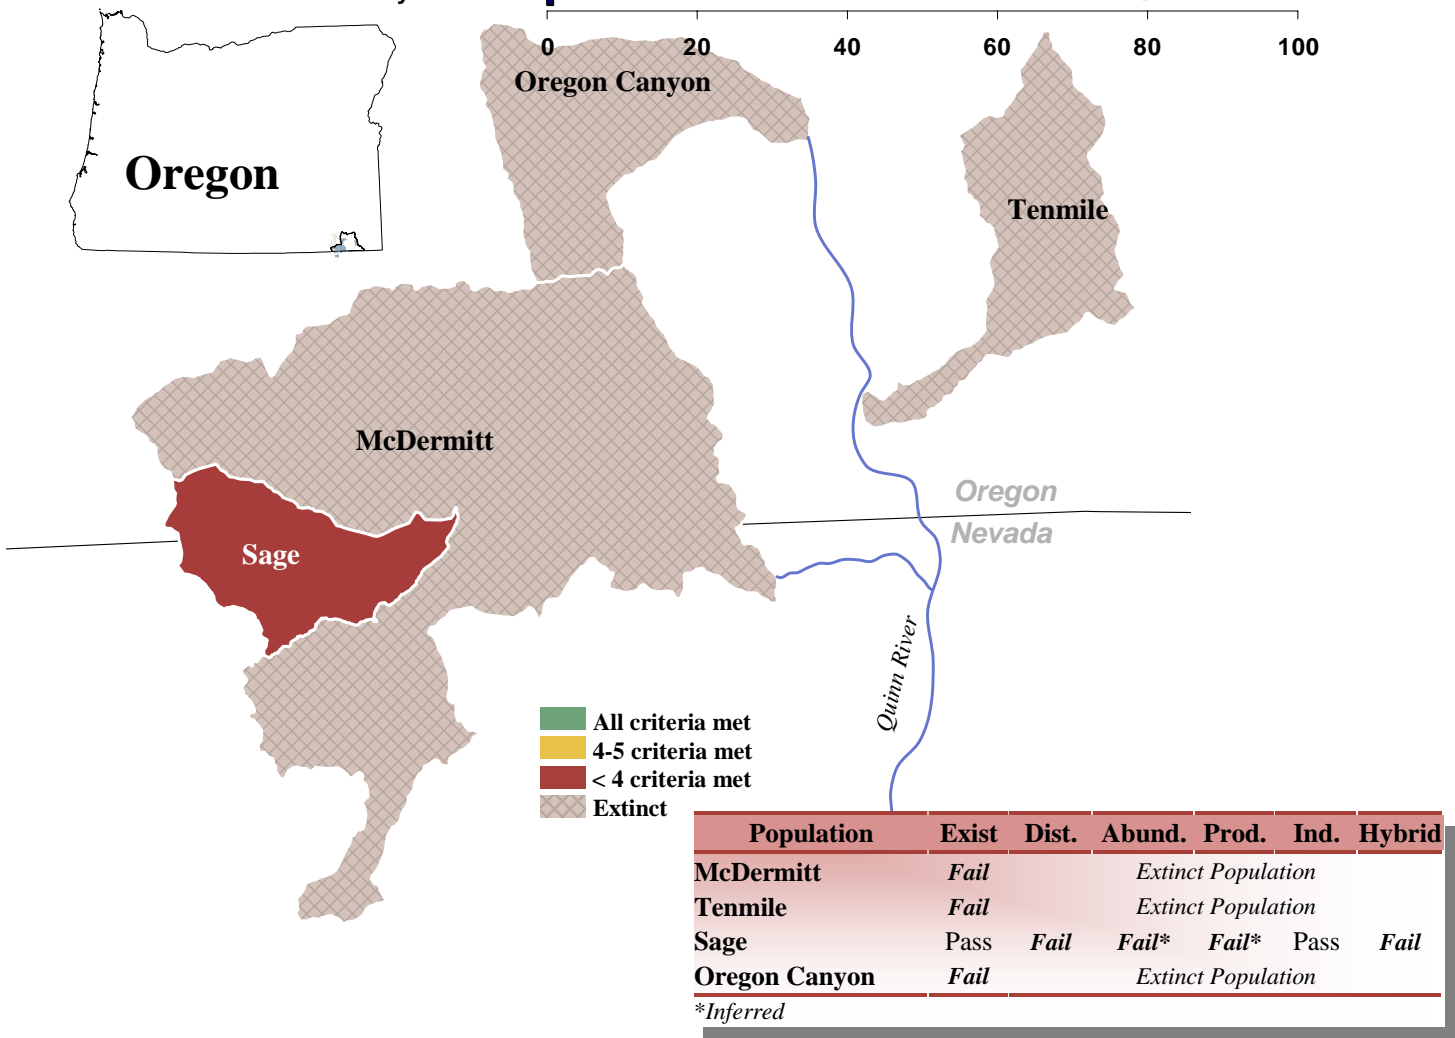 0 20 40 60 80 100
Oregon Canyon
Oregon
Tenmile
McDermitt
Oregon
Nevada
Sage
Quinn River
All criteria met
4-5 criteria met
< 4 criteria met
Extinct
Population Exist Dist. Abund. Prod. Ind. Hybrid
McDermitt Fail Extinct Population
Tenmile Fail Extinct Population
Sage Pass Fail Fail* Fail* Pass Fail
Oregon Canyon Fail Extinct Population
*Inferred